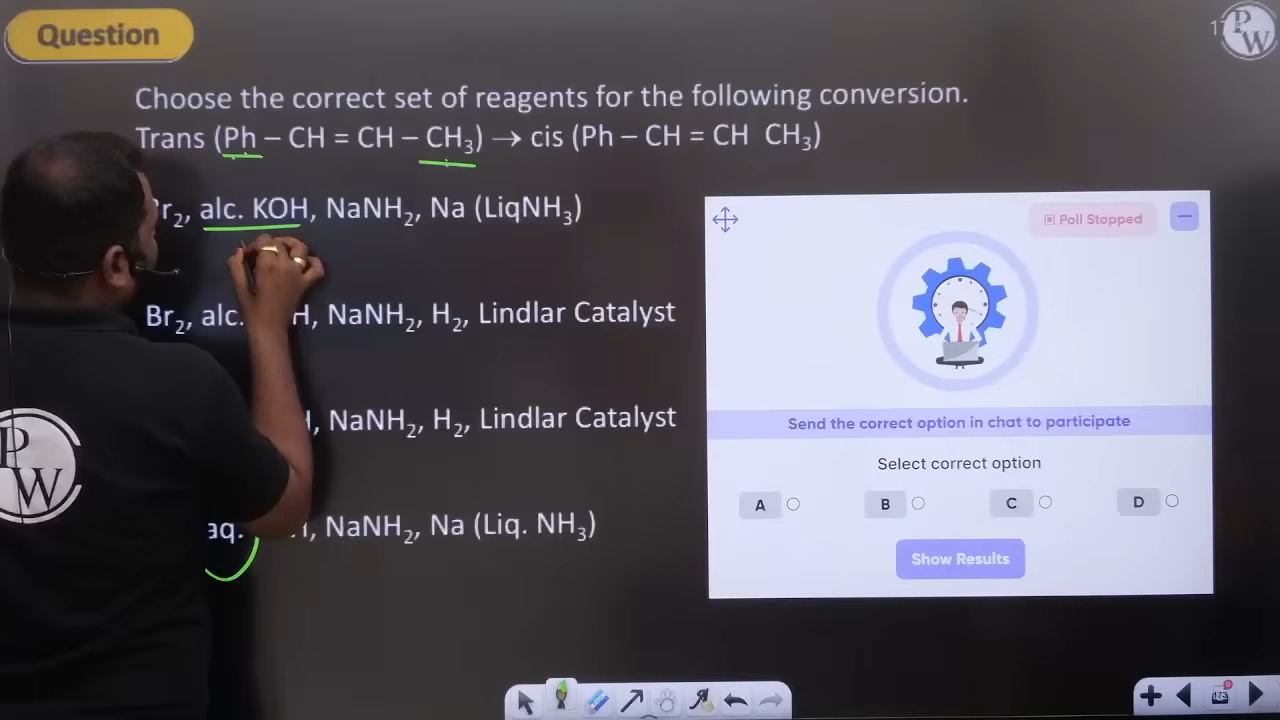 Question
Choose the correct set of reagents for the following conversion.
Trans (Ph – CH = CH – CH₃) → cis (Ph – CH = CH CH₃)
r₂, alc. KOH, NaNH₂, Na (LiqNH₃)
Br₂, alc. H, NaNH₂, H₂, Lindlar Catalyst
, NaNH₂, H₂, Lindlar Catalyst
aq. , NaNH₂, Na (Liq. NH₃)
Poll Stopped
Send the correct option in chat to participate
Select correct option
A
B
C
D
Show Results
PW
PW
173